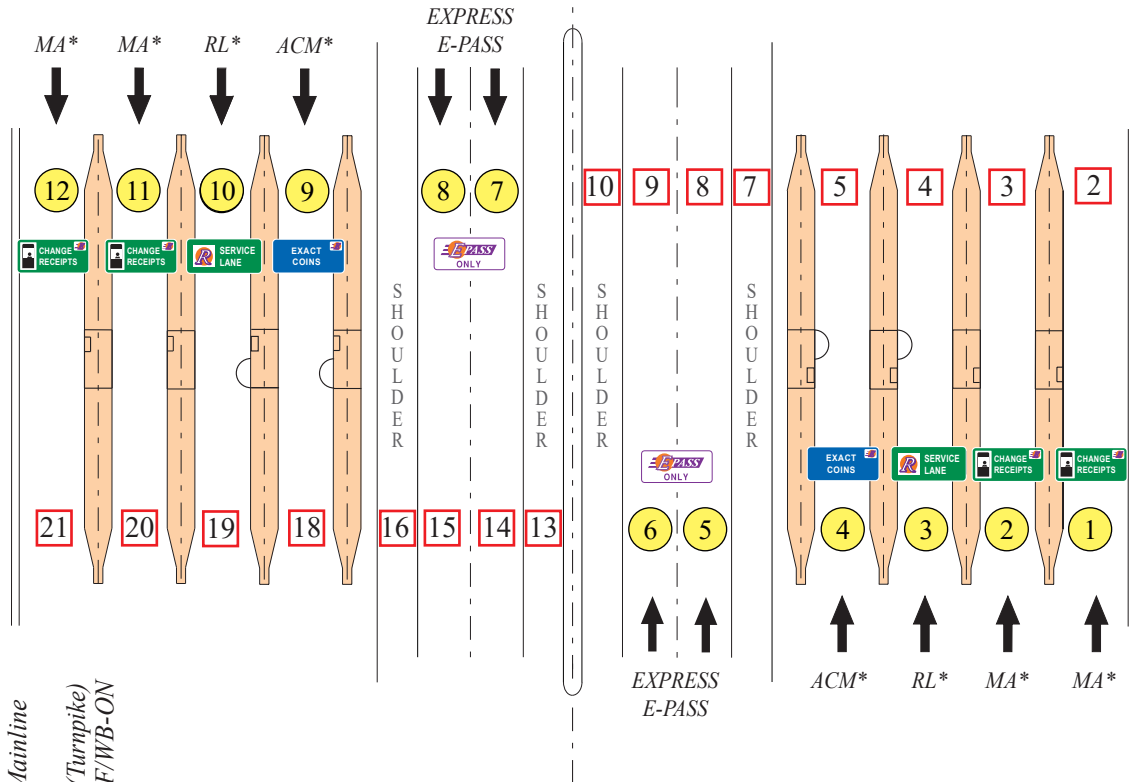 EXPRESS
E-PASS
MA* MA* RL* ACM*
12 11 10 9 8 7 10 9 8 7 5 4 3 2
CHANGE
RECEIPTS
CHANGE
RECEIPTS
R SERVICE
LANE
EXACT
COINS
E-PASS
ONLY
SHOULDER
SHOULDER
SHOULDER
SHOULDER
E-PASS
ONLY
EXACT
COINS
R SERVICE
LANE
CHANGE
RECEIPTS
CHANGE
RECEIPTS
21 20 19 18 16 15 14 13 6 5 4 3 2 1
EXPRESS
E-PASS
ACM* RL* MA* MA*
Mainline
(Turnpike)
F/WB-ON